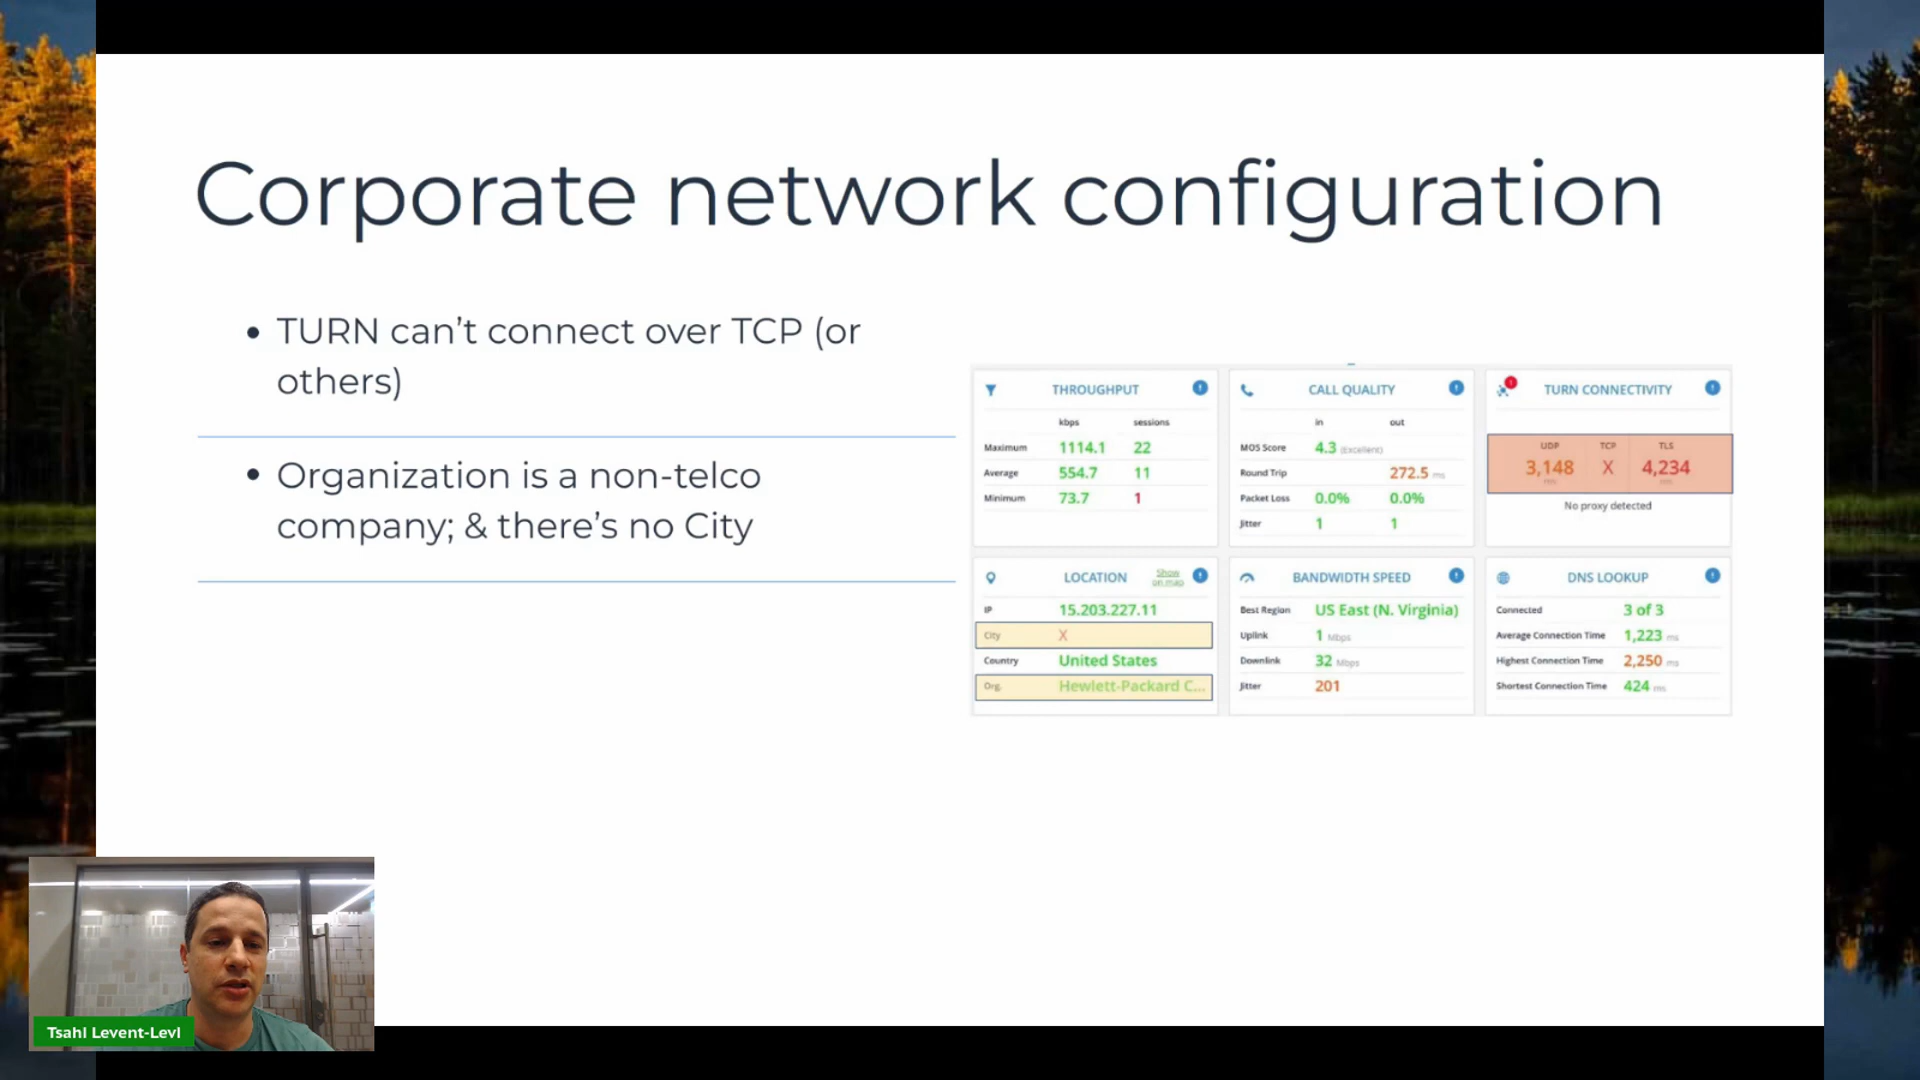 Corporate network configuration
• TURN can’t connect over TCP (or
others)
• Organization is a non-telco
company; & there’s no City
THROUGHPUT
kbps sessions
Maximum 1114.1 22
Average 554.7 11
Minimum 73.7 1
CALL QUALITY
in out
MOS Score 4.3 (Excellent)
Round Trip 272.5 ms
Packet Loss 0.0% 0.0%
Jitter 1 1
TURN CONNECTIVITY
UDP TCP TLS
3,148 X 4,234
ms ms
No proxy detected
LOCATION Show
on map
IP 15.203.227.11
City X
Country United States
Org. Hewlett-Packard C...
BANDWIDTH SPEED
Best Region US East (N. Virginia)
Uplink 1 Mbps
Downlink 32 Mbps
Jitter 201
DNS LOOKUP
Connected 3 of 3
Average Connection Time 1,223 ms
Highest Connection Time 2,250 ms
Shortest Connection Time 424 ms
Tsahi Levent-Levi